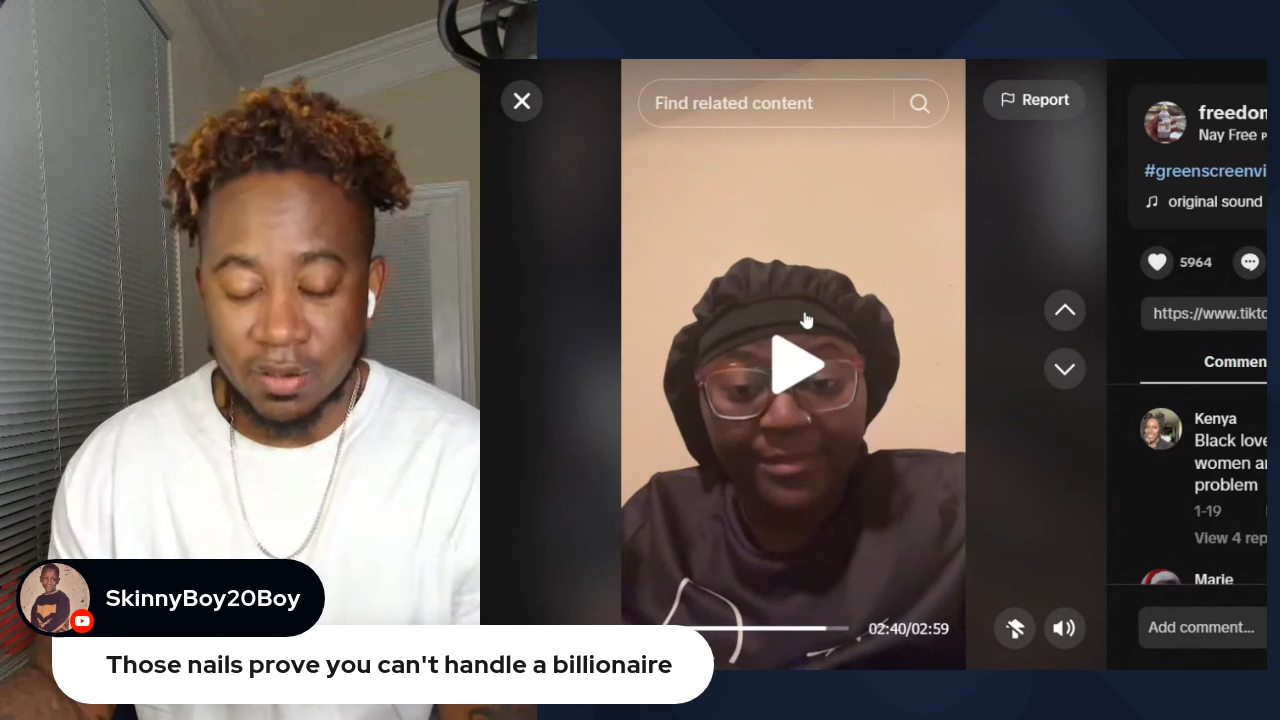 Find related content
Report
freedom
Nay Free P
#greenscreenvi
original sound
5964
https://www.tiktc
Commen
Kenya
Black love
women ar
problem
1-19
View 4 rep
Marie
02:40/02:59
Add comment...
SkinnyBoy20Boy
Those nails prove you can't handle a billionaire